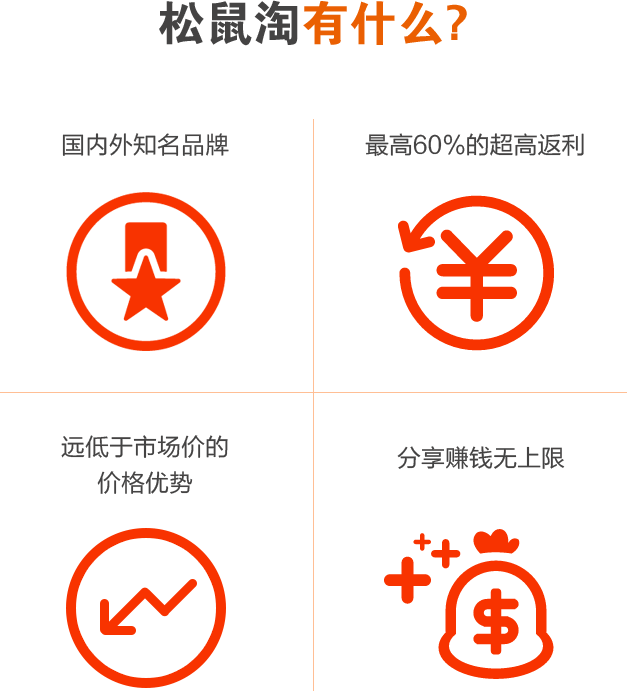 松鼠淘有什么?
国内外知名品牌
最高60%的超高返利
远低于市场价的
价格优势
分享赚钱无上限